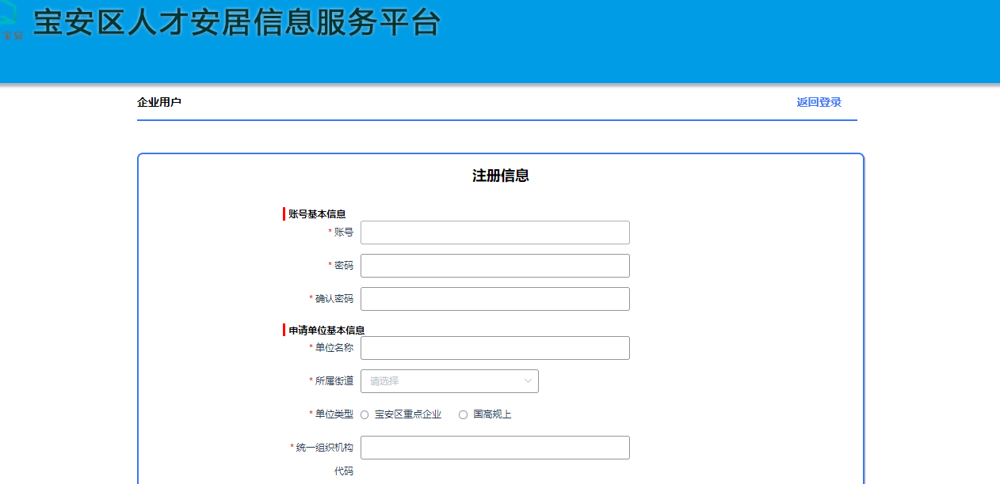 宝安区人才安居信息服务平台
宝安
企业用户
返回登录
注册信息
账号基本信息
* 账号
* 密码
* 确认密码
申请单位基本信息
* 单位名称
* 所属街道 请选择
* 单位类型 宝安区重点企业 国高规上
* 统一组织机构
代码